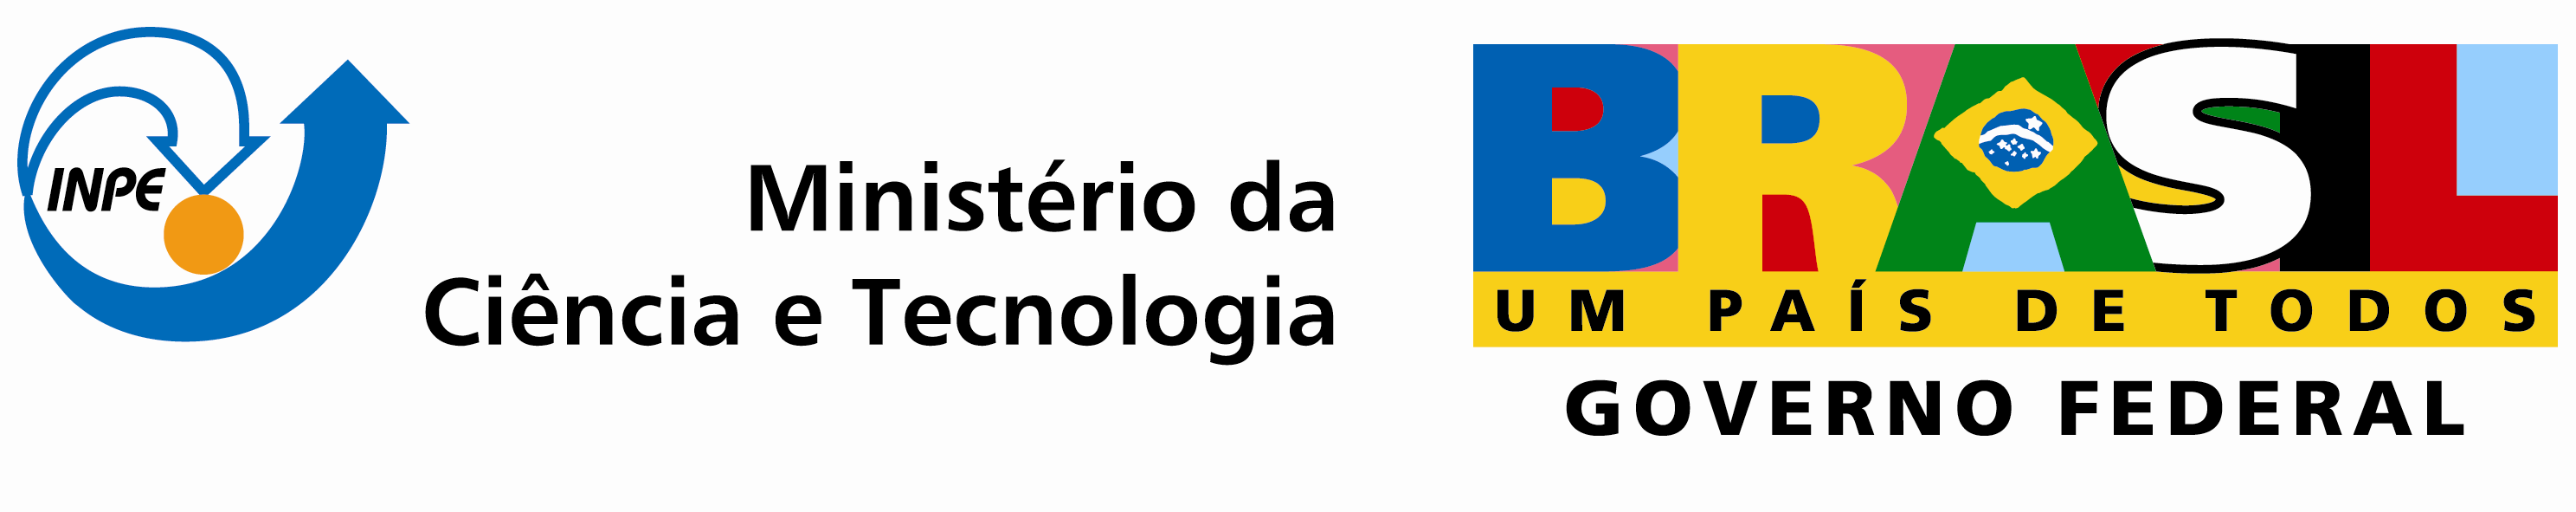 INPE
Ministério da
Ciência e Tecnologia
BRASIL
UM PAÍS DE TODOS
GOVERNO FEDERAL